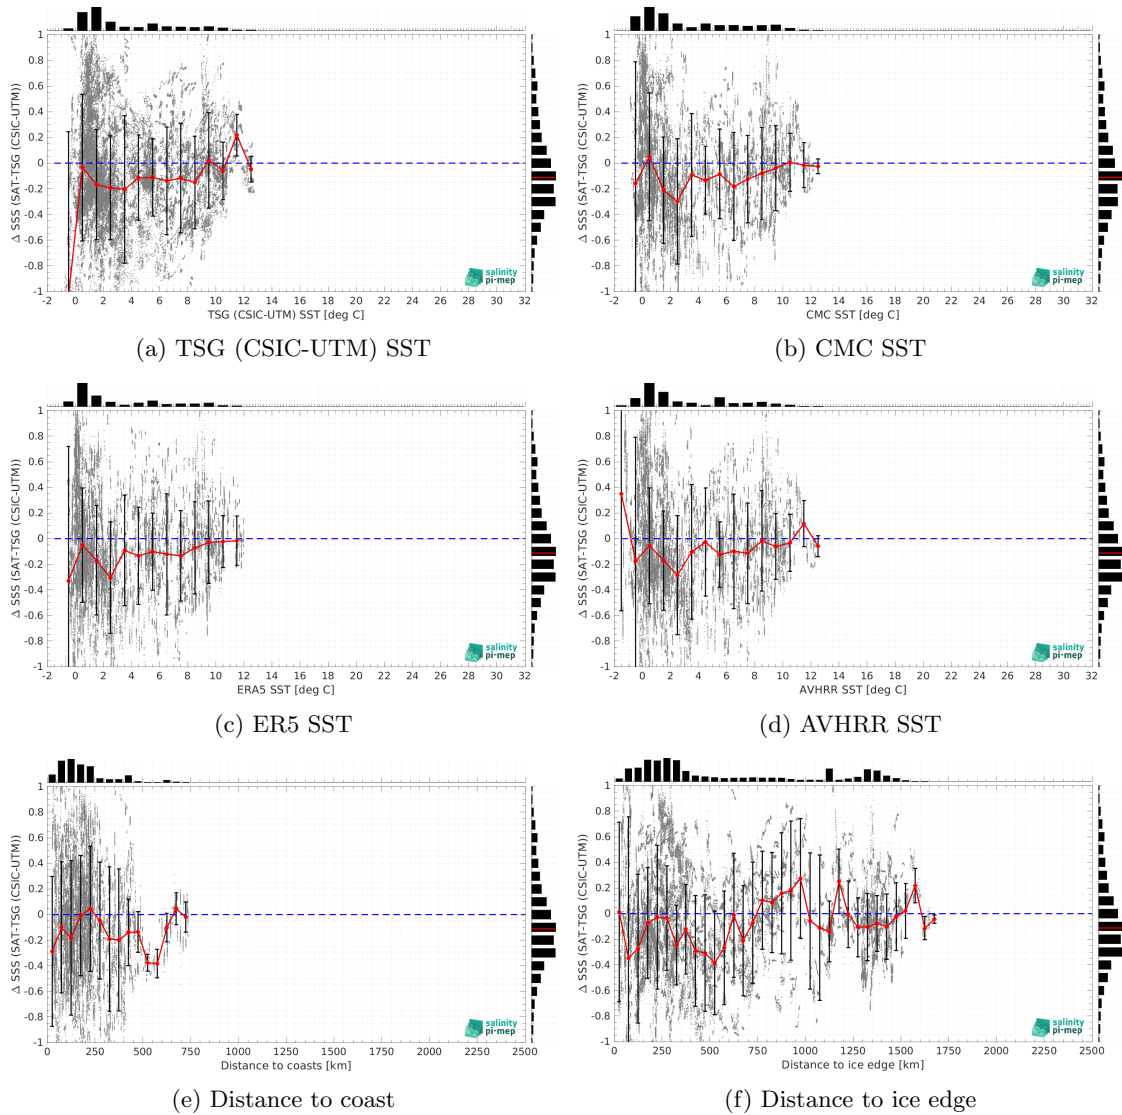 1
0.8
0.6
0.4
0.2
0
-0.2
-0.4
-0.6
-0.8
-1
Δ SSS (SAT-TSG (CSIC-UTM))
-2 0 2 4 6 8 10 12 14 16 18 20 22 24 26 28 30 32
TSG (CSIC-UTM) SST [deg C]
salinity
pi-mep
(a) TSG (CSIC-UTM) SST
1
0.8
0.6
0.4
0.2
0
-0.2
-0.4
-0.6
-0.8
-1
Δ SSS (SAT-TSG (CSIC-UTM))
-2 0 2 4 6 8 10 12 14 16 18 20 22 24 26 28 30 32
CMC SST [deg C]
salinity
pi-mep
(b) CMC SST
1
0.8
0.6
0.4
0.2
0
-0.2
-0.4
-0.6
-0.8
-1
Δ SSS (SAT-TSG (CSIC-UTM))
-2 0 2 4 6 8 10 12 14 16 18 20 22 24 26 28 30 32
ERA5 SST [deg C]
salinity
pi-mep
(c) ER5 SST
1
0.8
0.6
0.4
0.2
0
-0.2
-0.4
-0.6
-0.8
-1
Δ SSS (SAT-TSG (CSIC-UTM))
-2 0 2 4 6 8 10 12 14 16 18 20 22 24 26 28 30 32
AVHRR SST [deg C]
salinity
pi-mep
(d) AVHRR SST
1
0.8
0.6
0.4
0.2
0
-0.2
-0.4
-0.6
-0.8
-1
Δ SSS (SAT-TSG (CSIC-UTM))
0 250 500 750 1000 1250 1500 1750 2000 2250 2500
Distance to coasts [km]
salinity
pi-mep
(e) Distance to coast
1
0.8
0.6
0.4
0.2
0
-0.2
-0.4
-0.6
-0.8
-1
Δ SSS (SAT-TSG (CSIC-UTM))
0 250 500 750 1000 1250 1500 1750 2000 2250 2500
Distance to ice edge [km]
salinity
pi-mep
(f) Distance to ice edge